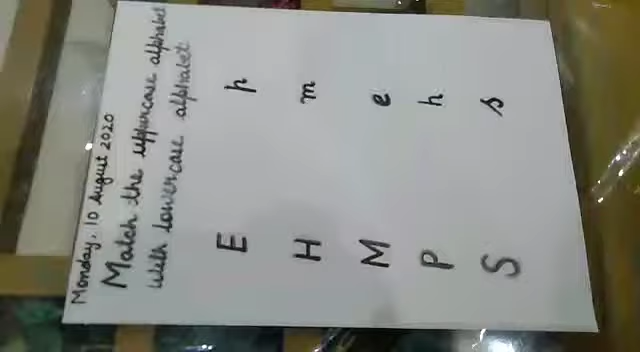 Monday, 10 August 2020
Match the uppercase alphabet
with lowercase alphabet
E p
H m
M e
P h
S s